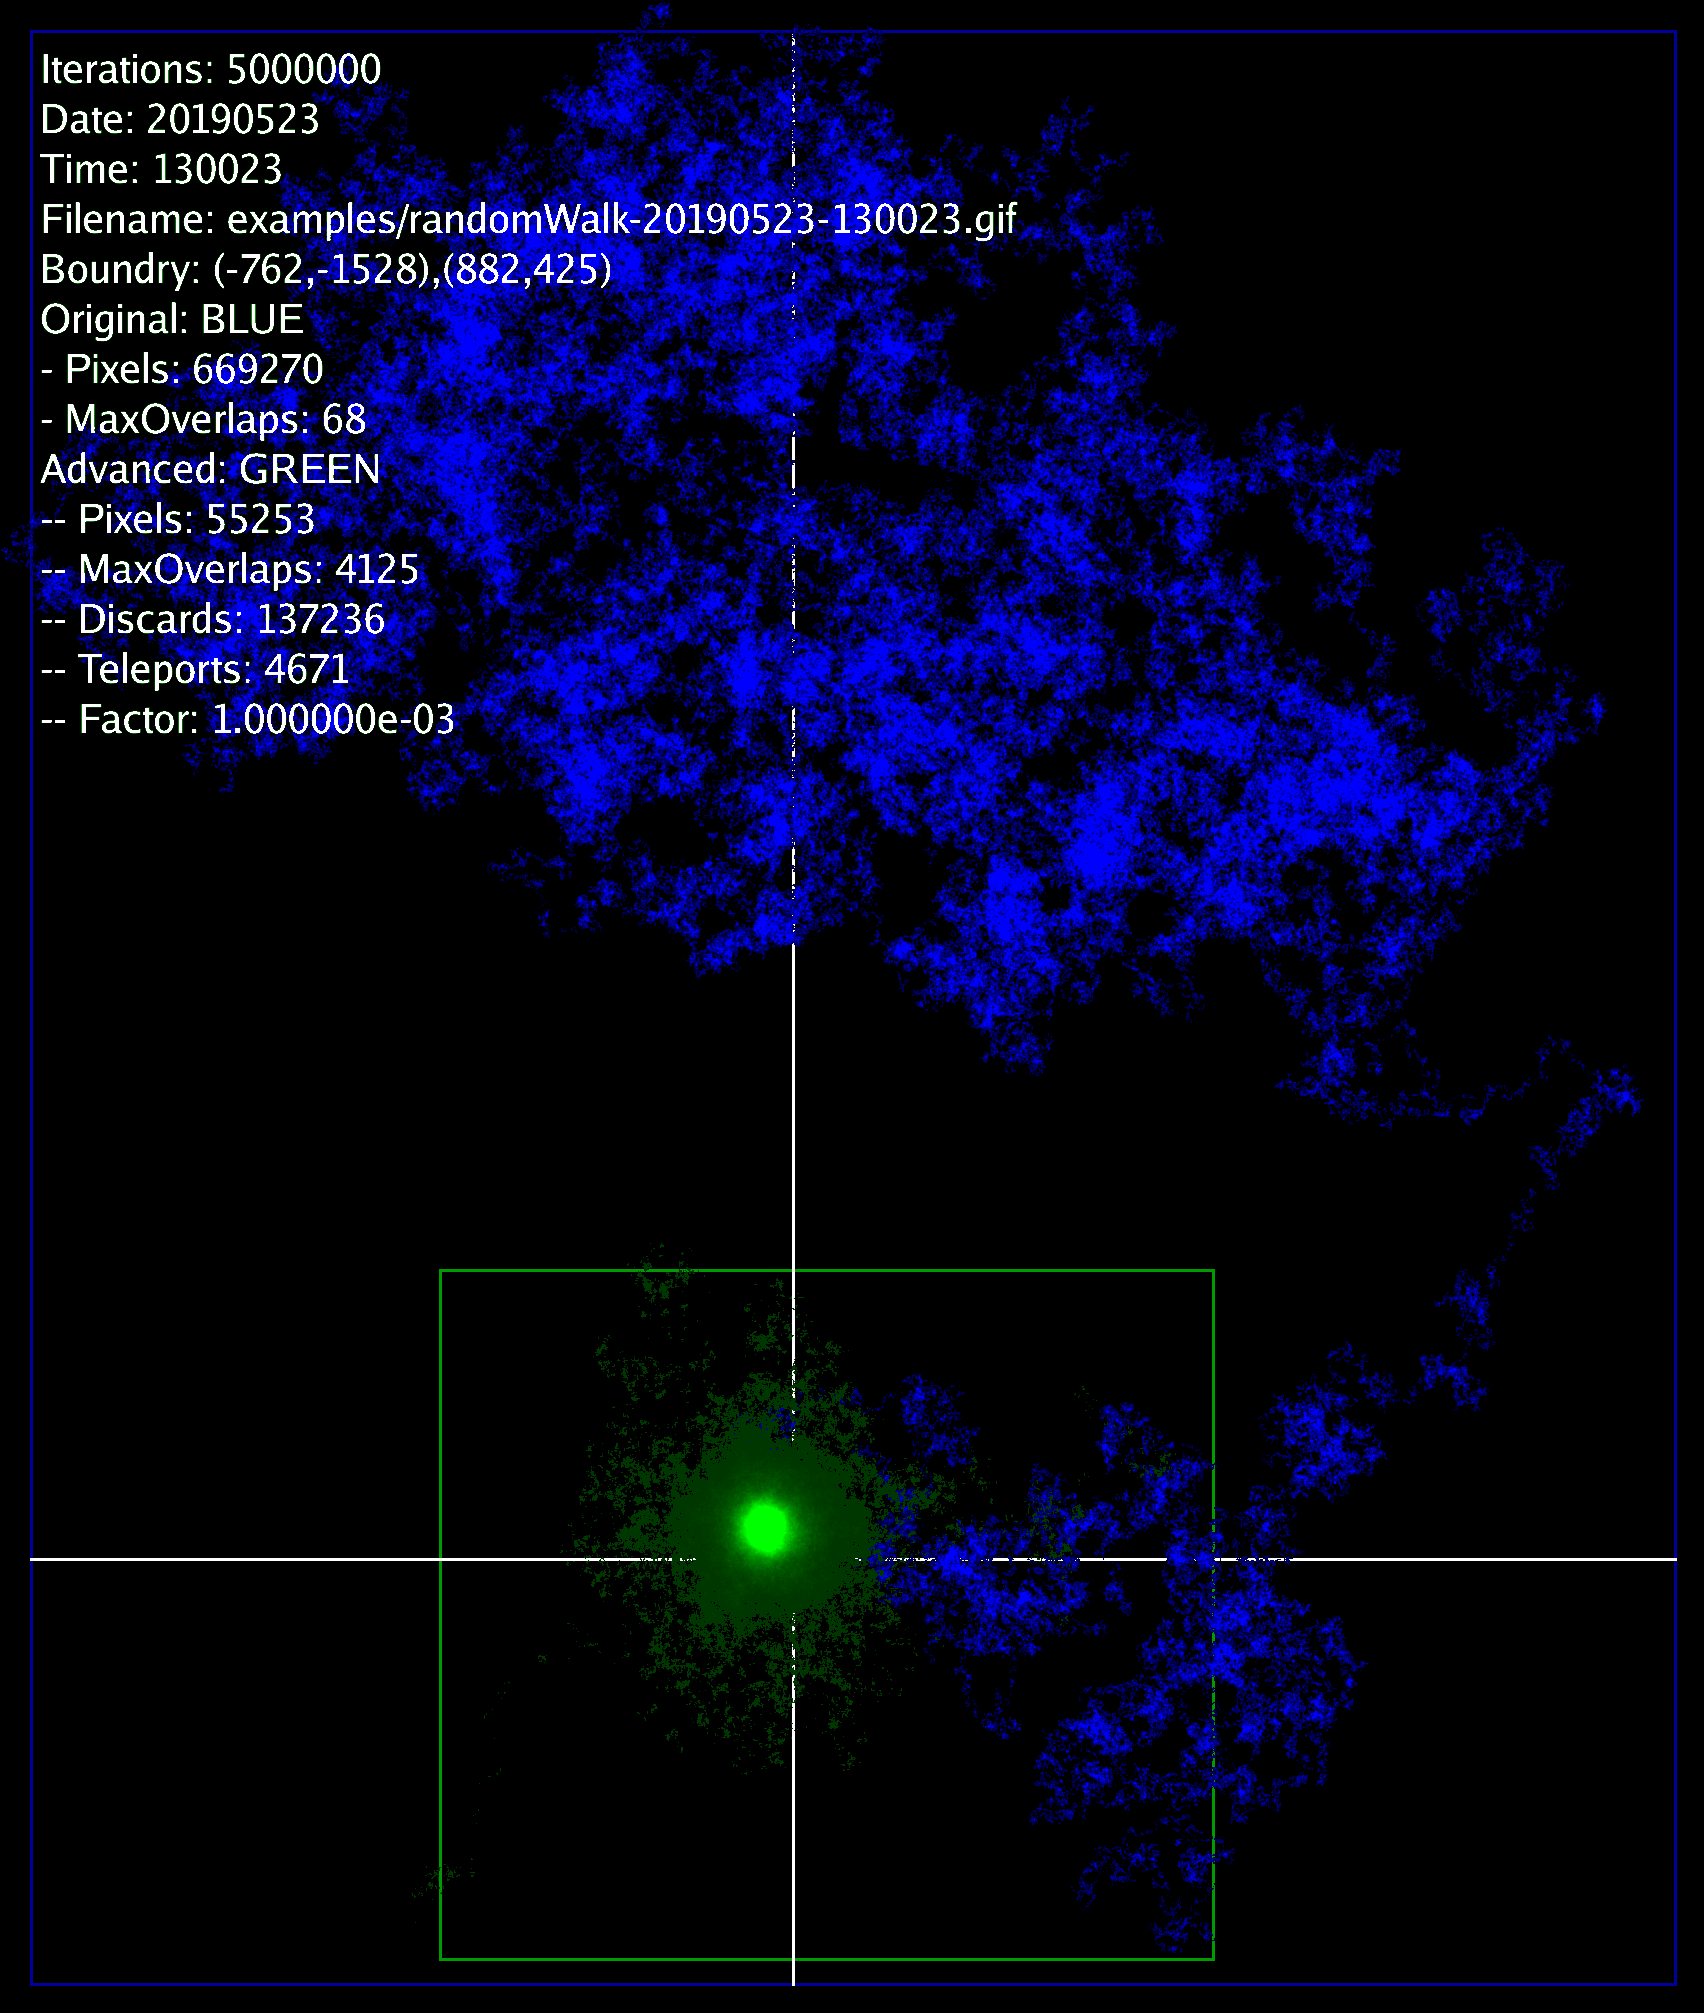 Iterations: 5000000
Date: 20190523
Time: 130023
Filename: examples/randomWalk-20190523-130023.gif
Boundry: (-762,-1528),(882,425)
Original: BLUE
- Pixels: 669270
- MaxOverlaps: 68
Advanced: GREEN
-- Pixels: 55253
-- MaxOverlaps: 4125
-- Discards: 137236
-- Teleports: 4671
-- Factor: 1.000000e-03